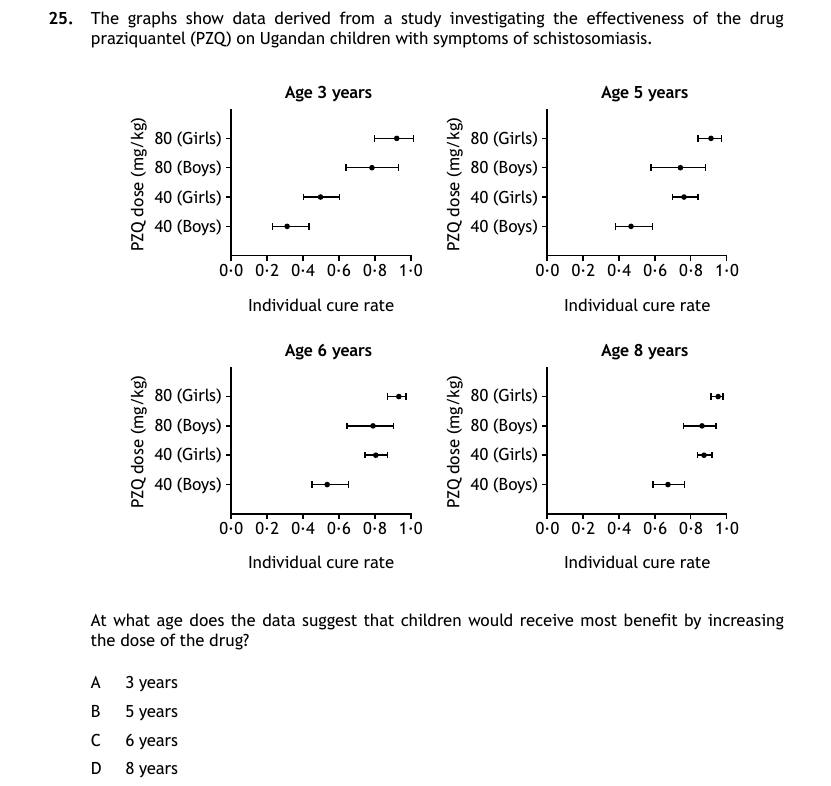 25. The graphs show data derived from a study investigating the effectiveness of the drug
praziquantel (PZQ) on Ugandan children with symptoms of schistosomiasis.
Age 3 years
PZQ dose (mg/kg)
80 (Girls)
80 (Boys)
40 (Girls)
40 (Boys)
0·0 0·2 0·4 0·6 0·8 1·0
Individual cure rate
Age 5 years
PZQ dose (mg/kg)
80 (Girls)
80 (Boys)
40 (Girls)
40 (Boys)
0·0 0·2 0·4 0·6 0·8 1·0
Individual cure rate
Age 6 years
PZQ dose (mg/kg)
80 (Girls)
80 (Boys)
40 (Girls)
40 (Boys)
0·0 0·2 0·4 0·6 0·8 1·0
Individual cure rate
Age 8 years
PZQ dose (mg/kg)
80 (Girls)
80 (Boys)
40 (Girls)
40 (Boys)
0·0 0·2 0·4 0·6 0·8 1·0
Individual cure rate
At what age does the data suggest that children would receive most benefit by increasing
the dose of the drug?
A 3 years
B 5 years
C 6 years
D 8 years